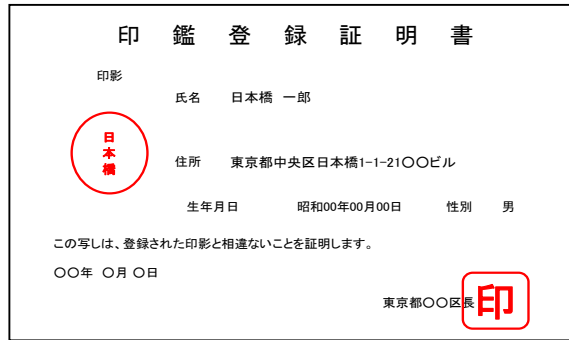 印鑑登録証明書
印影
氏名 日本橋 一郎
日本橋
住所 東京都中央区日本橋1-1-21〇〇ビル
生年月日 昭和00年00月00日 性別 男
この写しは、登録された印影と相違ないことを証明します。
〇〇年 〇月 〇日
東京都〇〇区長 印